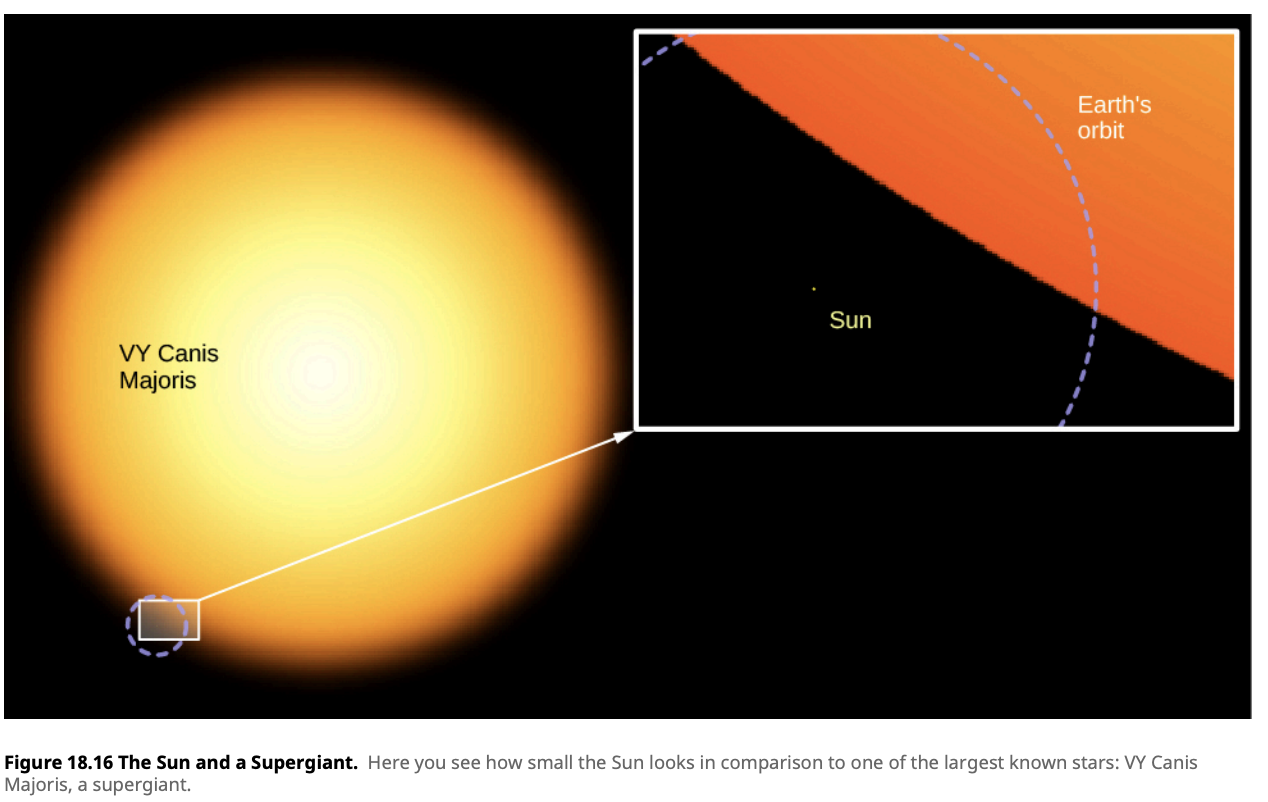 VY Canis
Majoris
Earth's
orbit
Sun
Figure 18.16 The Sun and a Supergiant. Here you see how small the Sun looks in comparison to one of the largest known stars: VY Canis
Majoris, a supergiant.